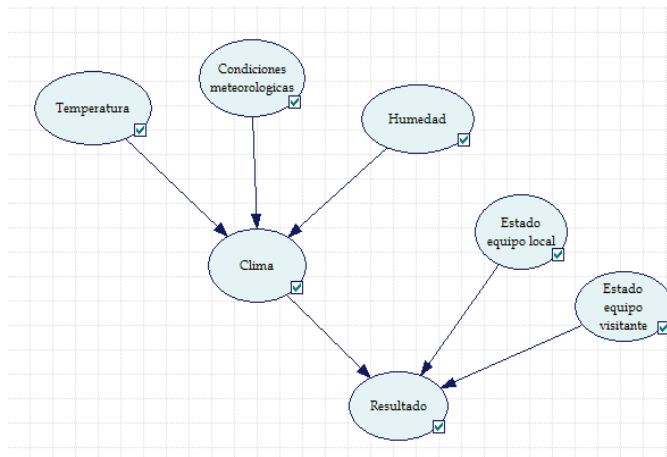 Condiciones
meteorologicas
Temperatura
Humedad
Estado
equipo local
Clima
Estado
equipo
visitante
Resultado